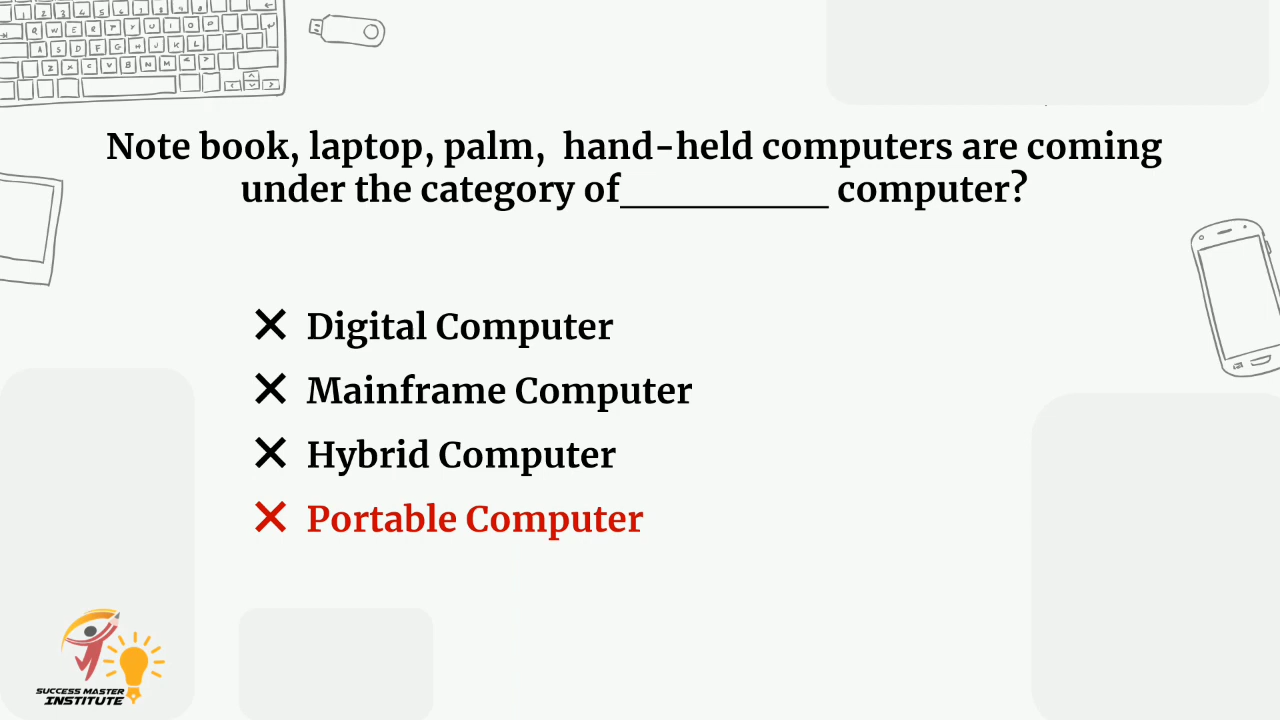 Note book, laptop, palm,  hand-held computers are coming
under the category of__________ computer?
Digital Computer
Mainframe Computer
Hybrid Computer
Portable Computer
SUCCESS MASTER
INSTITUTE